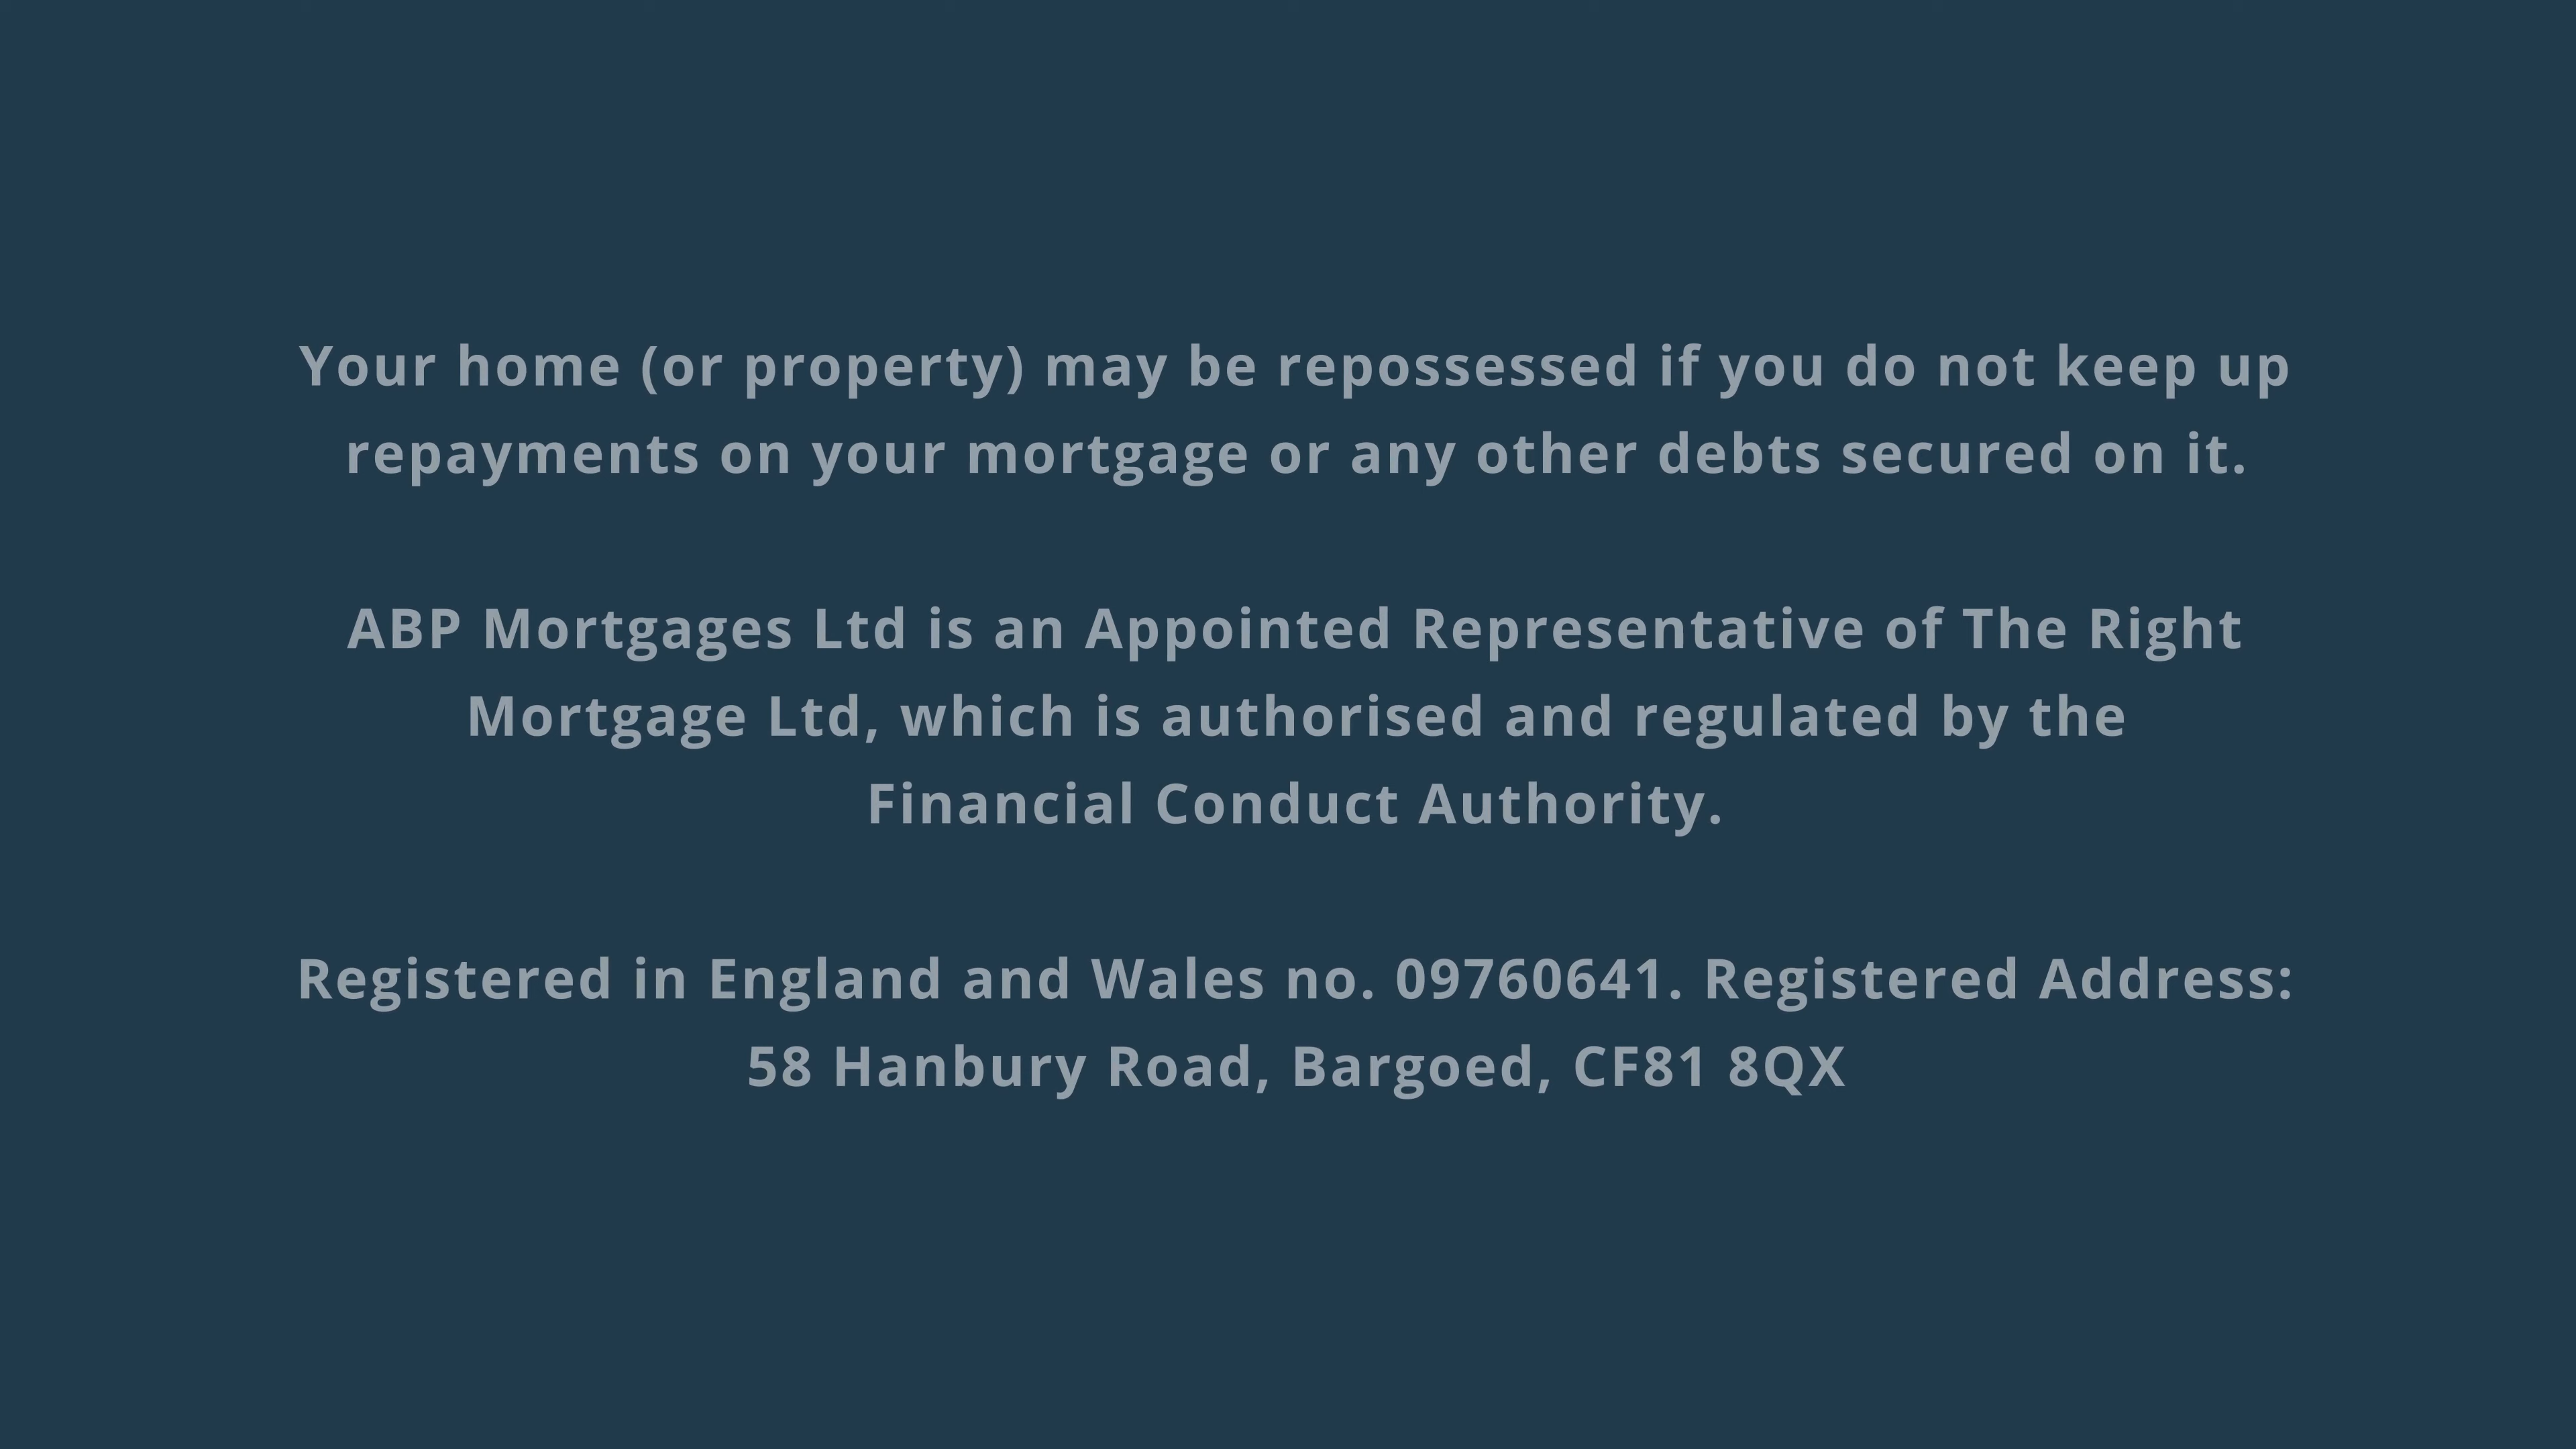 Your home (or property) may be repossessed if you do not keep up
repayments on your mortgage or any other debts secured on it.
ABP Mortgages Ltd is an Appointed Representative of The Right
Mortgage Ltd, which is authorised and regulated by the
Financial Conduct Authority.
Registered in England and Wales no. 09760641. Registered Address:
58 Hanbury Road, Bargoed, CF81 8QX